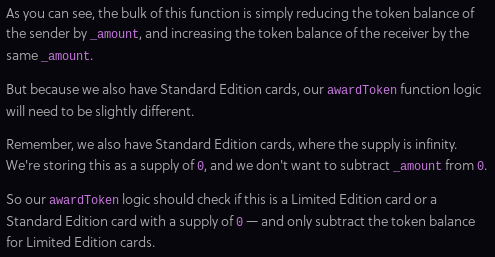 As you can see, the bulk of this function is simply reducing the token balance of
the sender by _amount, and increasing the token balance of the receiver by the
same _amount.
But because we also have Standard Edition cards, our awardToken function logic
will need to be slightly different.
Remember, we also have Standard Edition cards, where the supply is infinity.
We're storing this as a supply of 0, and we don't want to subtract _amount from 0.
So our awardToken logic should check if this is a Limited Edition card or a
Standard Edition card with a supply of 0 — and only subtract the token balance
for Limited Edition cards.